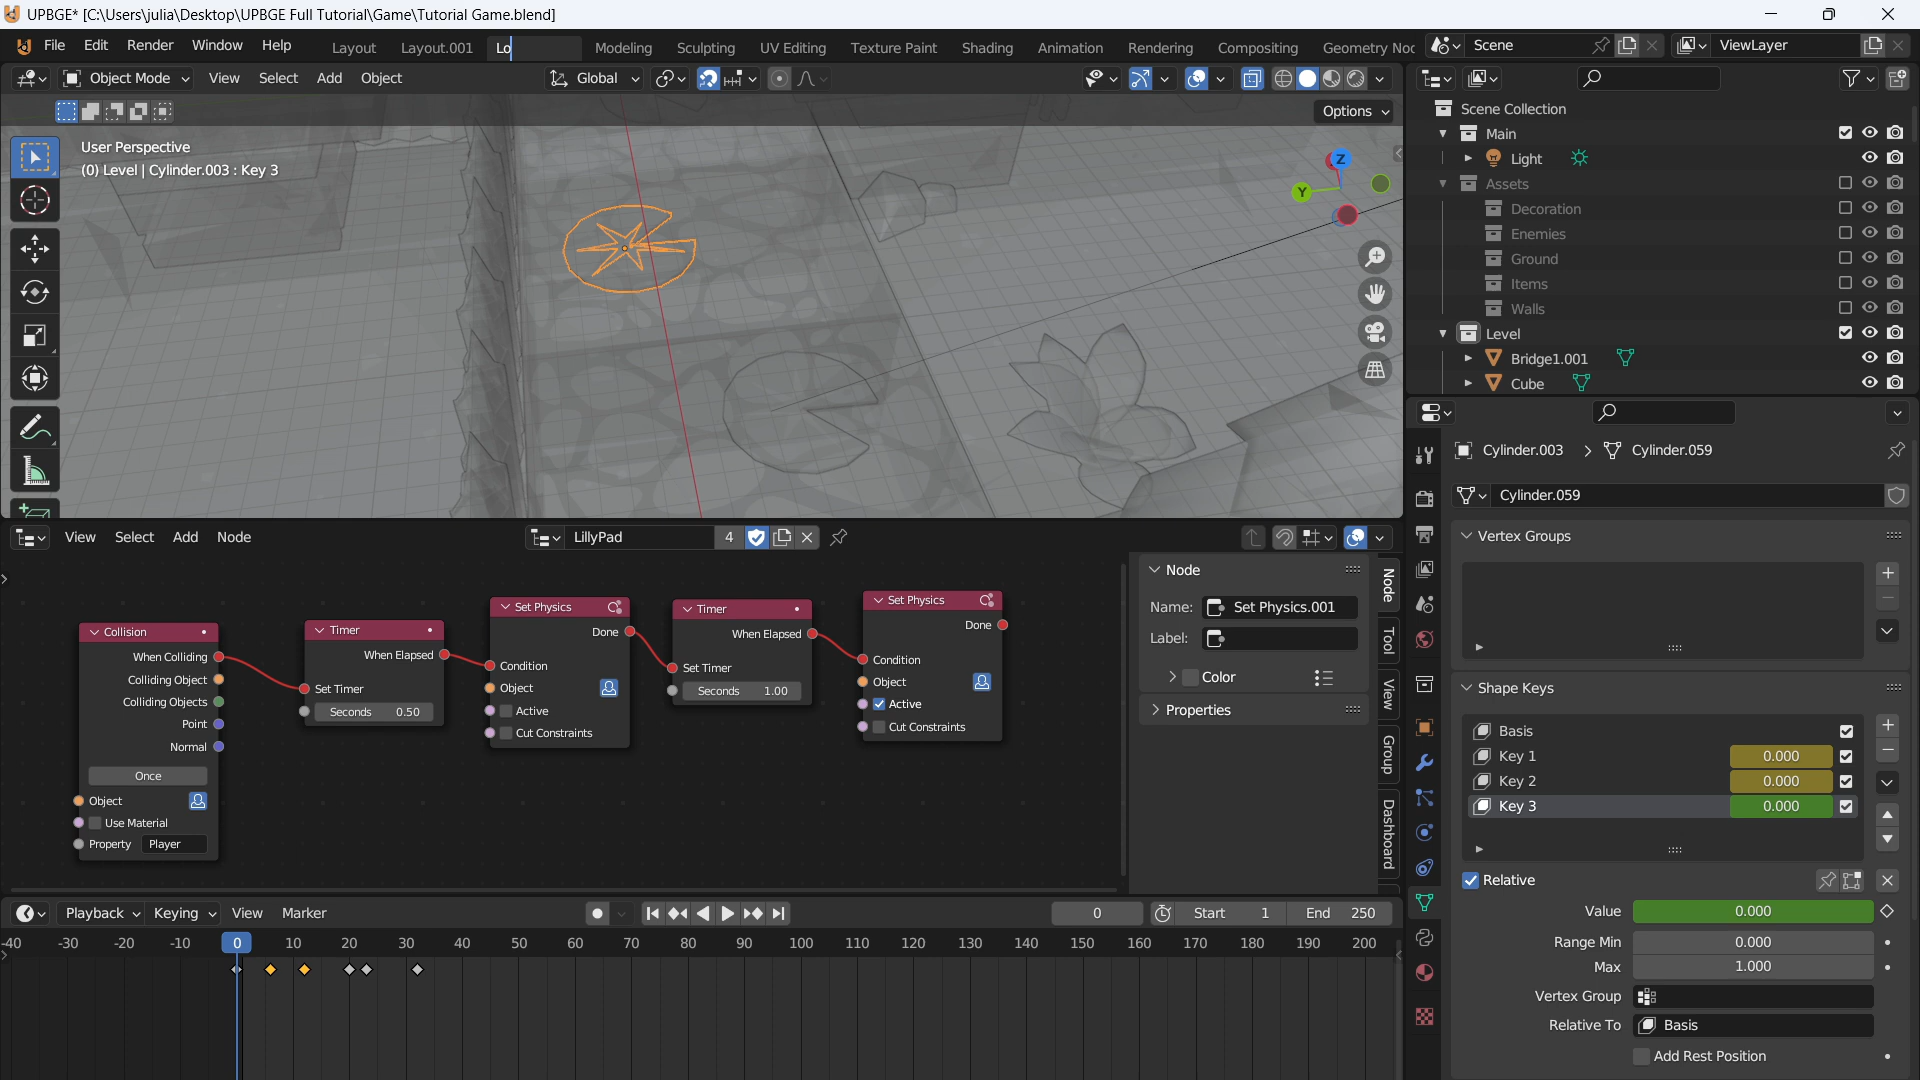 UPBGE* [C:\Users\julia\Desktop\UPBGE Full Tutorial\Game\Tutorial Game.blend]
File Edit Render Window Help Layout Layout.001 Lo Modeling Sculpting UV Editing Texture Paint Shading Animation Rendering Compositing Geometry Noc Scene ViewLayer
Object Mode View Select Add Object Global
Options
User Perspective
(0) Level | Cylinder.003 : Key 3
Z
Y
Scene Collection
Main
Light
Assets
Decoration
Enemies
Ground
Items
Walls
Level
Bridge1.001
Cube
View Select Add Node LillyPad 4
Collision
When Colliding
Colliding Object
Colliding Objects
Point
Normal
Once
Object
Use Material
Property Player
Timer
When Elapsed
Set Timer
Seconds 0.50
Set Physics
Done
Condition
Object
Active
Cut Constraints
Timer
When Elapsed
Set Timer
Seconds 1.00
Set Physics
Done
Condition
Object
Active
Cut Constraints
Node
Name: Set Physics.001
Label:
Color
Properties
Node
Tool
View
Group
Dashboard
Cylinder.003 Cylinder.059
Cylinder.059
Vertex Groups
Shape Keys
Basis
Key 1 0.000
Key 2 0.000
Key 3 0.000
Relative
Value 0.000
Range Min 0.000
Max 1.000
Vertex Group
Relative To Basis
Add Rest Position
Playback Keying View Marker 0 Start 1 End 250
-40 -30 -20 -10 0 10 20 30 40 50 60 70 80 90 100 110 120 130 140 150 160 170 180 190 200